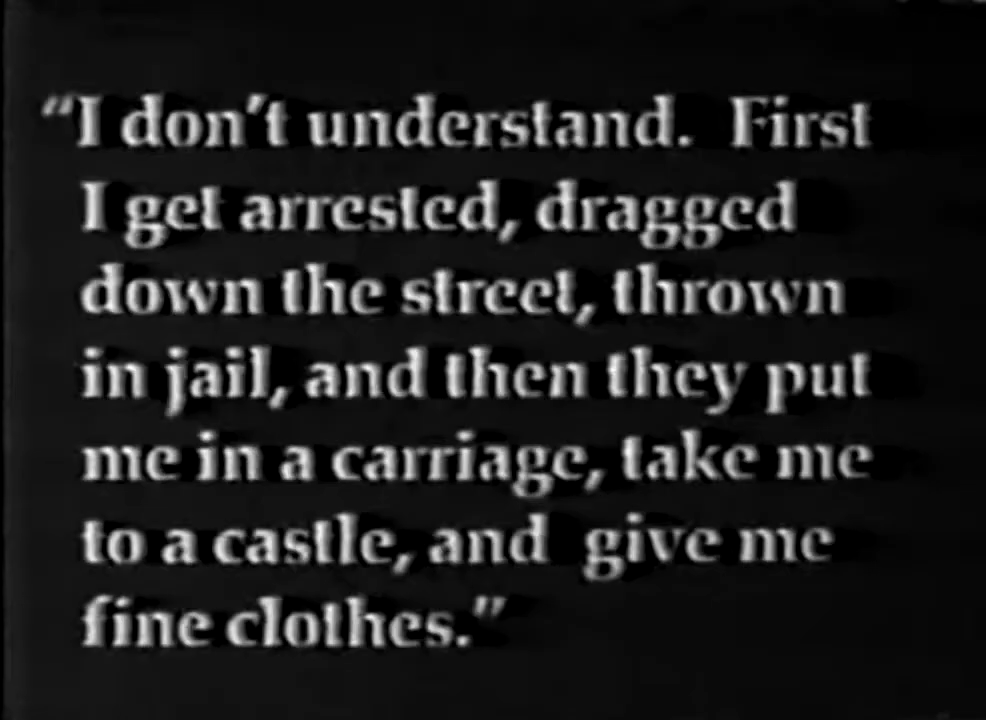 “I don’t understand.  First
I get arrested, dragged
down the street, thrown
in jail, and then they put
me in a carriage, take me
to a castle, and  give me
fine clothes.”